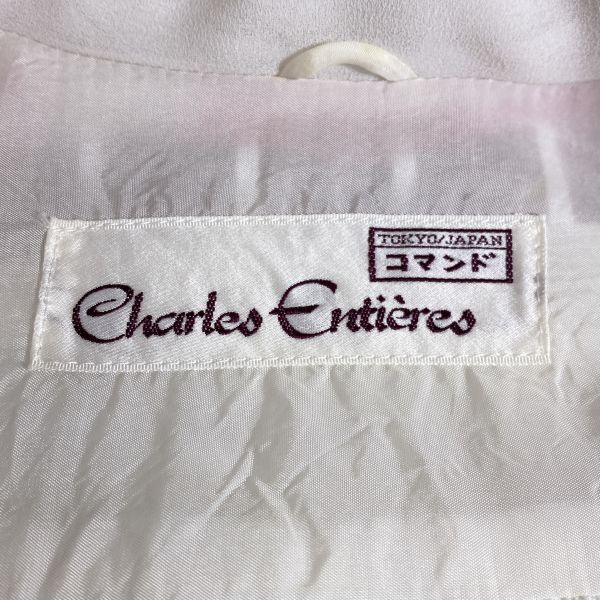 TOKYO/JAPAN
コマンド
Charles Entières